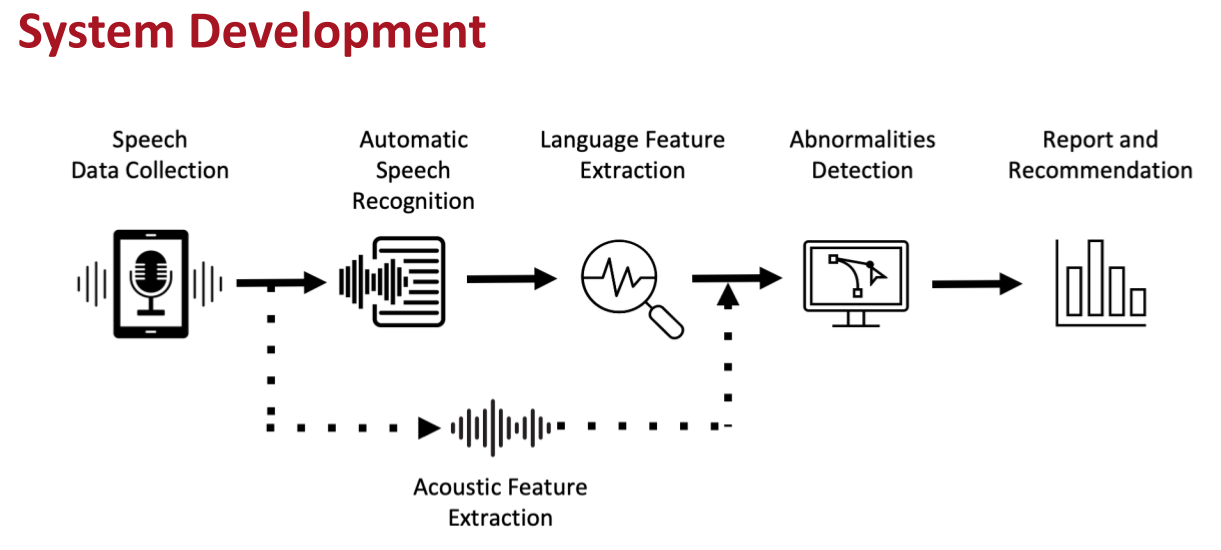 System Development
Speech
Data Collection
Automatic
Speech
Recognition
Language Feature
Extraction
Abnormalities
Detection
Report and
Recommendation
Acoustic Feature
Extraction